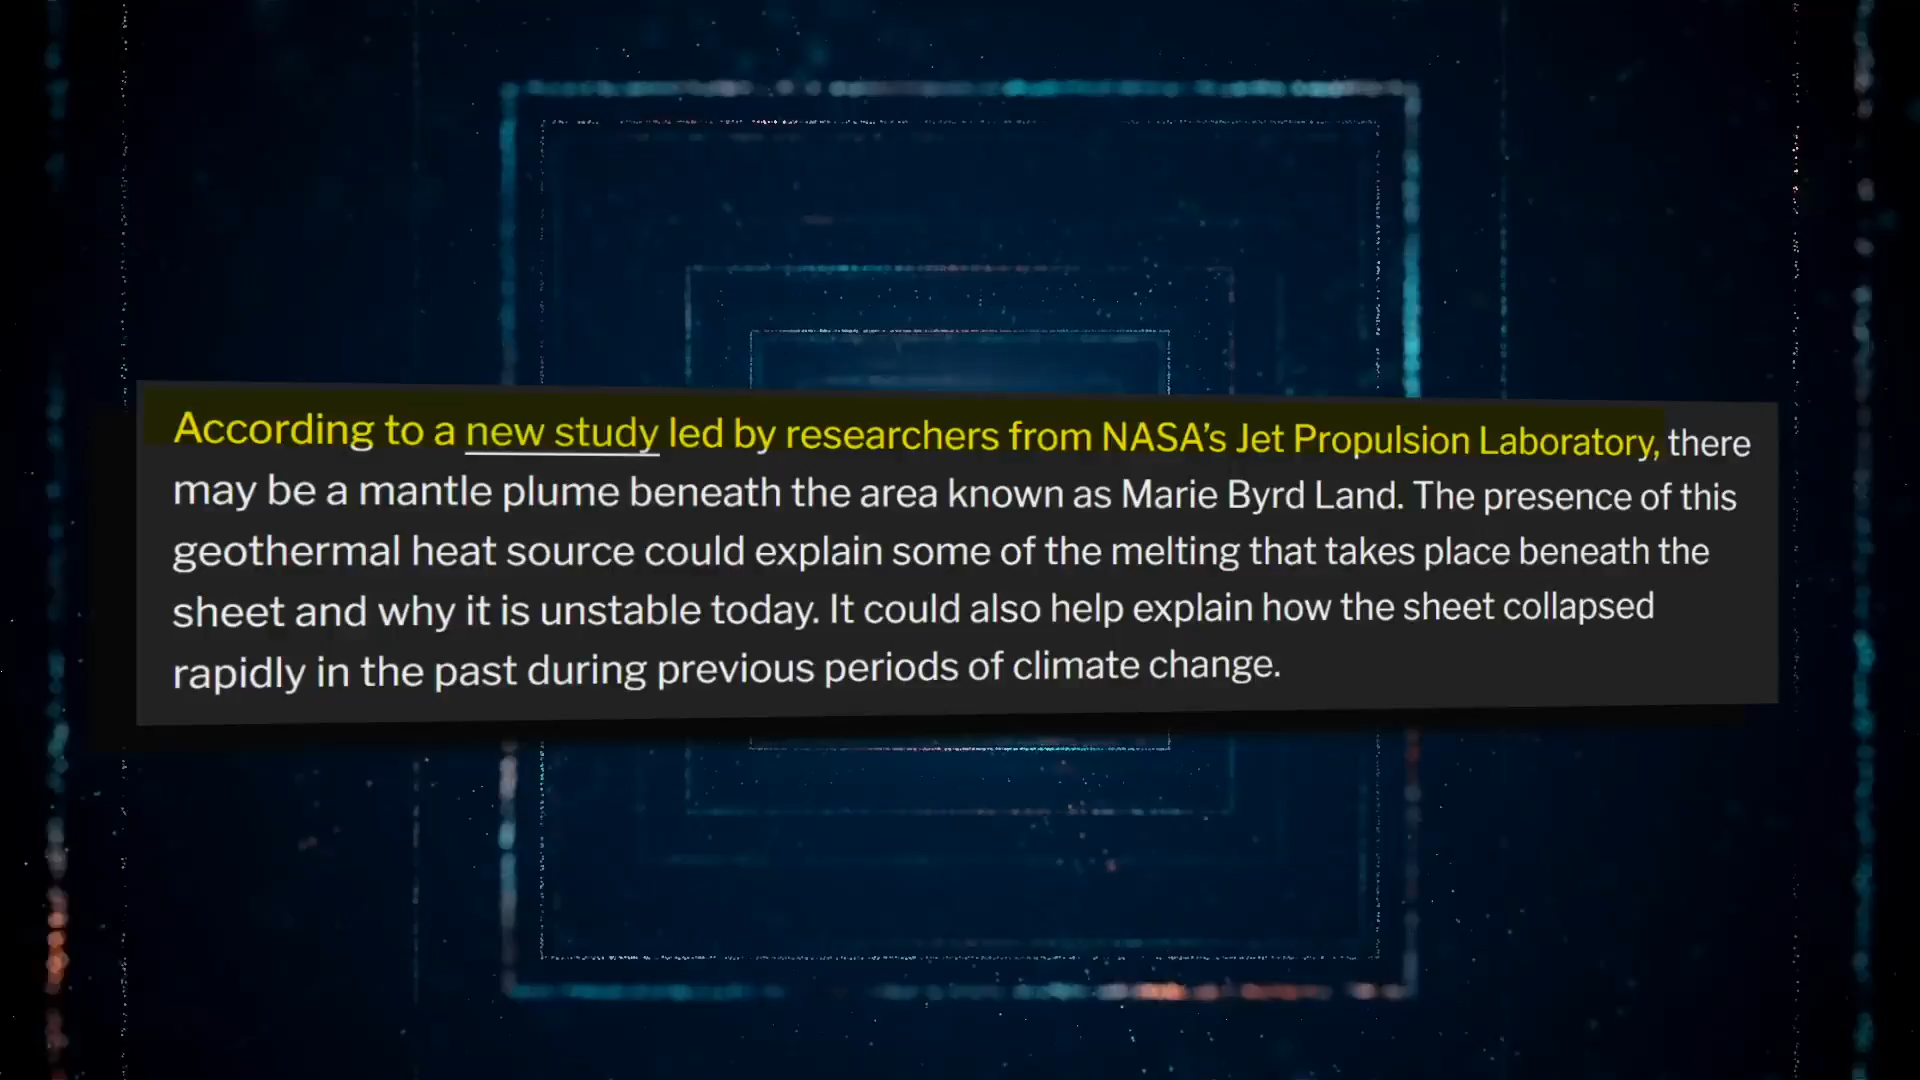 According to a new study led by researchers from NASA’s Jet Propulsion Laboratory, there
may be a mantle plume beneath the area known as Marie Byrd Land. The presence of this
geothermal heat source could explain some of the melting that takes place beneath the
sheet and why it is unstable today. It could also help explain how the sheet collapsed
rapidly in the past during previous periods of climate change.